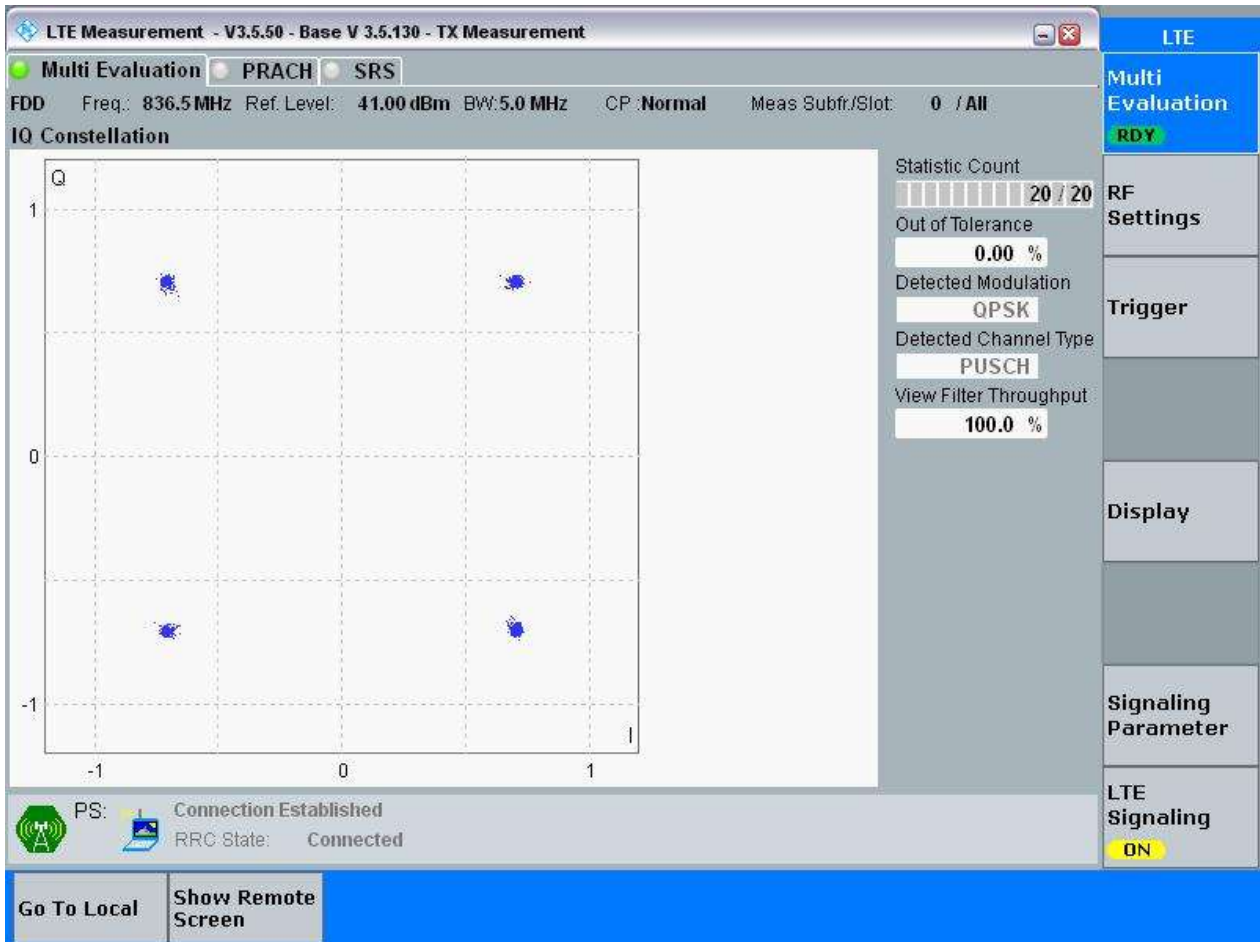 LTE Measurement - V3.5.50 - Base V 3.5.130 - TX Measurement
LTE
Multi Evaluation PRACH SRS
Multi Evaluation
RDY
FDD Freq.: 836.5 MHz Ref. Level: 41.00 dBm BW: 5.0 MHz CP : Normal Meas Subfr./Slot: 0 / All
IQ Constellation
Q
1
0
-1
I
-1 0 1
Statistic Count
20 / 20
Out of Tolerance
0.00 %
Detected Modulation
QPSK
Detected Channel Type
PUSCH
View Filter Throughput
100.0 %
RF
Settings
Trigger
Display
Signaling
Parameter
LTE
Signaling
ON
PS: Connection Established
RRC State: Connected
Go To Local
Show Remote
Screen